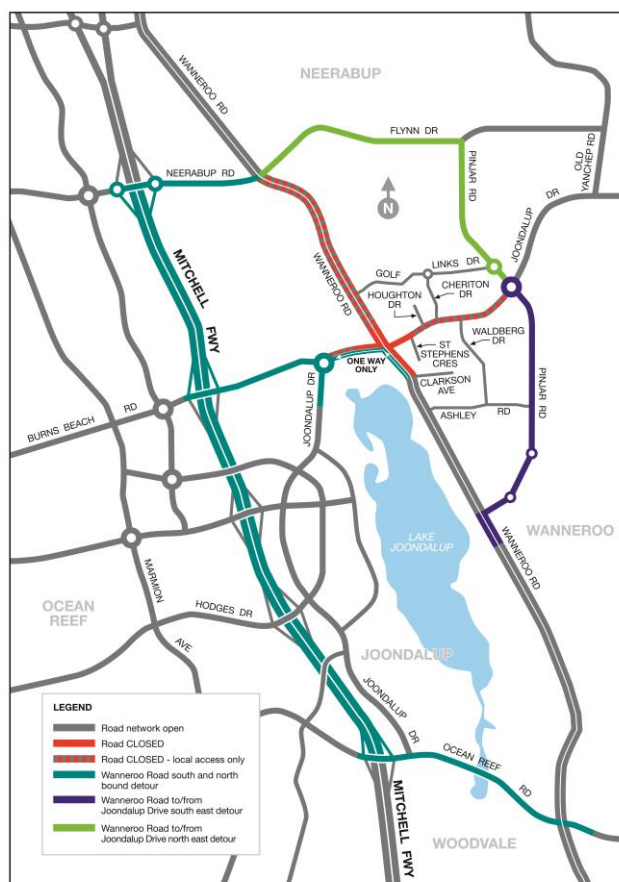 NEERABUP
WANNEROO RD
FLYNN DR
OLD
YANCHEP RD
PINJAR RD
NEERABUP RD
N
JOONDALUP
DR
MITCHELL
FWY
WANNEROO RD
GOLF
LINKS DR
HOUGHTON
DR
CHERITON
DR
WALDBERG
DR
ST
STEPHENS
CRES
ONE WAY
ONLY
CLARKSON
AVE
JOONDALUP DR
PINJAR RD
BURNS BEACH RD
ASHLEY RD
LAKE
JOONDALUP
WANNEROO
WANNEROO RD
MARMION
AVE
OCEAN
REEF
HODGES DR
JOONDALUP
JOONDALUP
DR
OCEAN REEF
RD
MITCHELL FWY
WOODVALE
LEGEND
Road network open
Road CLOSED
Road CLOSED - local access only
Wanneroo Road south and north
bound detour
Wanneroo Road to/from
Joondalup Drive south east detour
Wanneroo Road to/from
Joondalup Drive north east detour